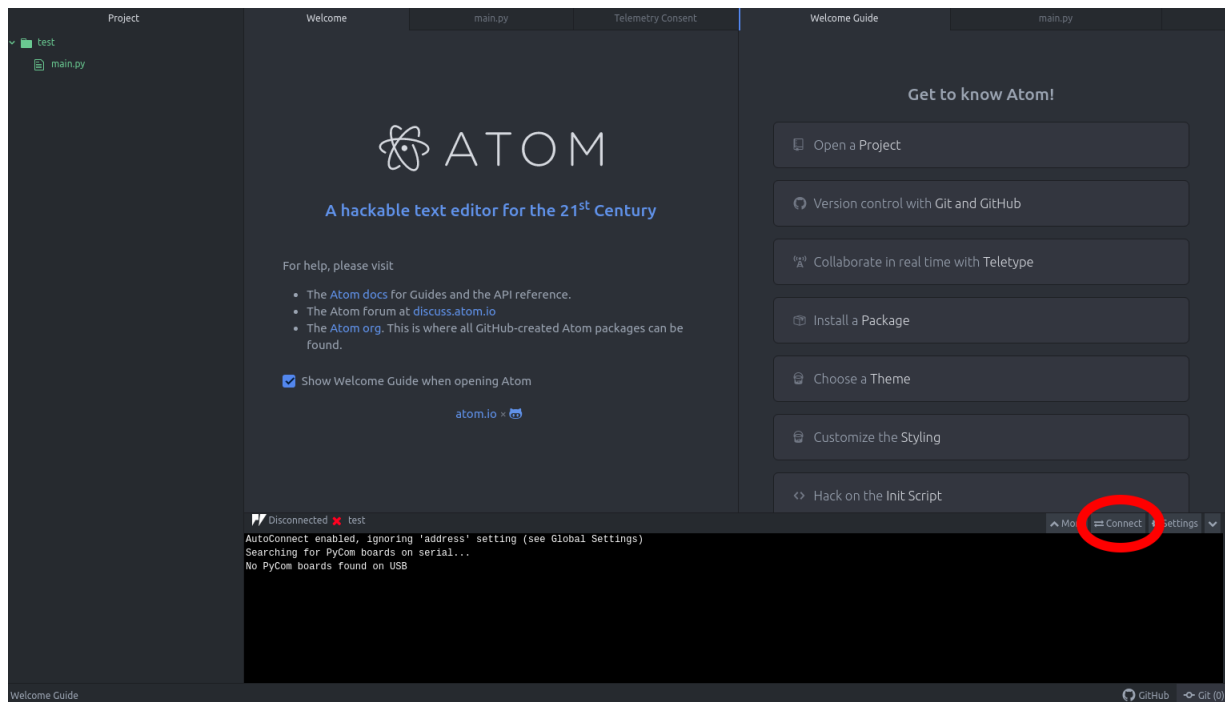 Project
test
main.py
Welcome
main.py
Telemetry Consent
ATOM
A hackable text editor for the 21st Century
For help, please visit
The Atom docs for Guides and the API reference.
The Atom forum at discuss.atom.io
The Atom org. This is where all GitHub-created Atom packages can be
found.
Show Welcome Guide when opening Atom
atom.io ×
Welcome Guide
main.py
Get to know Atom!
Open a Project
Version control with Git and GitHub
Collaborate in real time with Teletype
Install a Package
Choose a Theme
Customize the Styling
Hack on the Init Script
Disconnected test
Connect Settings
AutoConnect enabled, ignoring 'address' setting (see Global Settings)
Searching for PyCom boards on serial...
No PyCom boards found on USB
Welcome Guide
GitHub
Git (0)